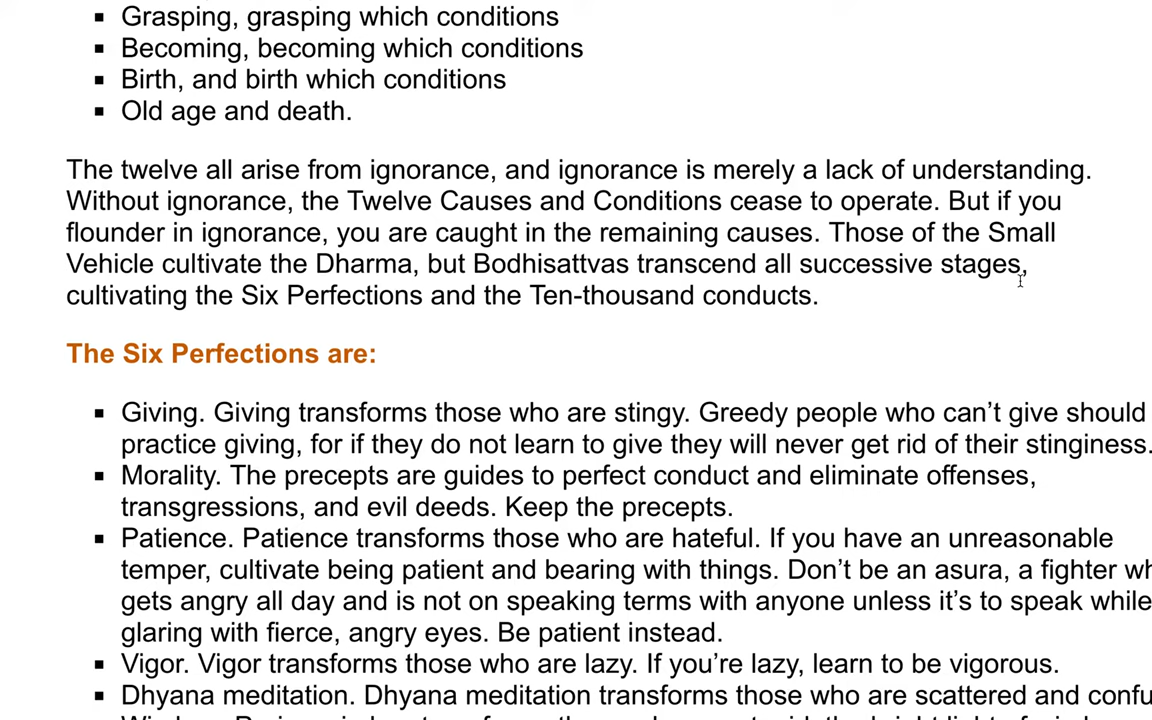 ▪ Grasping, grasping which conditions
▪ Becoming, becoming which conditions
▪ Birth, and birth which conditions
▪ Old age and death.
The twelve all arise from ignorance, and ignorance is merely a lack of understanding.
Without ignorance, the Twelve Causes and Conditions cease to operate. But if you
flounder in ignorance, you are caught in the remaining causes. Those of the Small
Vehicle cultivate the Dharma, but Bodhisattvas transcend all successive stages,
cultivating the Six Perfections and the Ten-thousand conducts.
The Six Perfections are:
▪ Giving. Giving transforms those who are stingy. Greedy people who can’t give should
practice giving, for if they do not learn to give they will never get rid of their stinginess.
▪ Morality. The precepts are guides to perfect conduct and eliminate offenses,
transgressions, and evil deeds. Keep the precepts.
▪ Patience. Patience transforms those who are hateful. If you have an unreasonable
temper, cultivate being patient and bearing with things. Don’t be an asura, a fighter wh
gets angry all day and is not on speaking terms with anyone unless it’s to speak while
glaring with fierce, angry eyes. Be patient instead.
▪ Vigor. Vigor transforms those who are lazy. If you’re lazy, learn to be vigorous.
▪ Dhyana meditation. Dhyana meditation transforms those who are scattered and confu